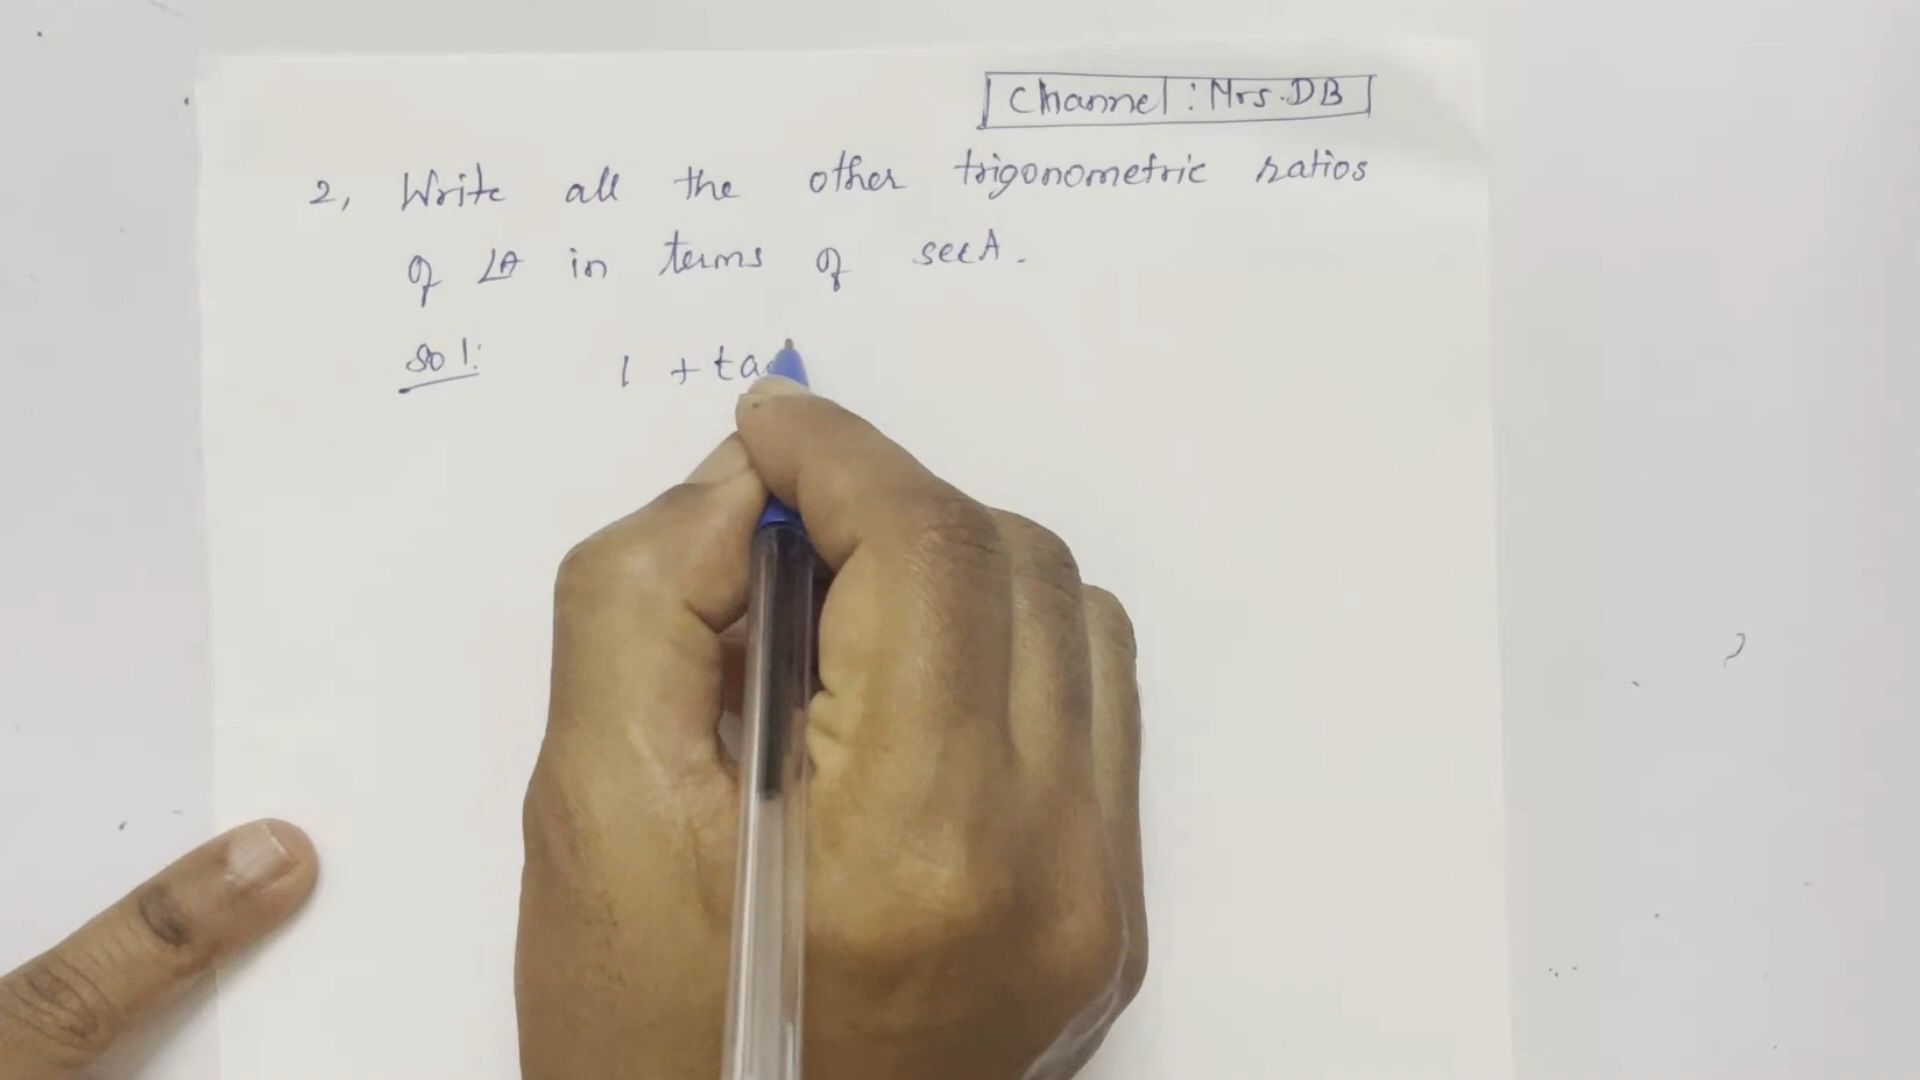 Channel : Mrs.DB
2, Write all the other trigonometric ratios
of ∠A in terms of secA.
Sol:   1 + ta